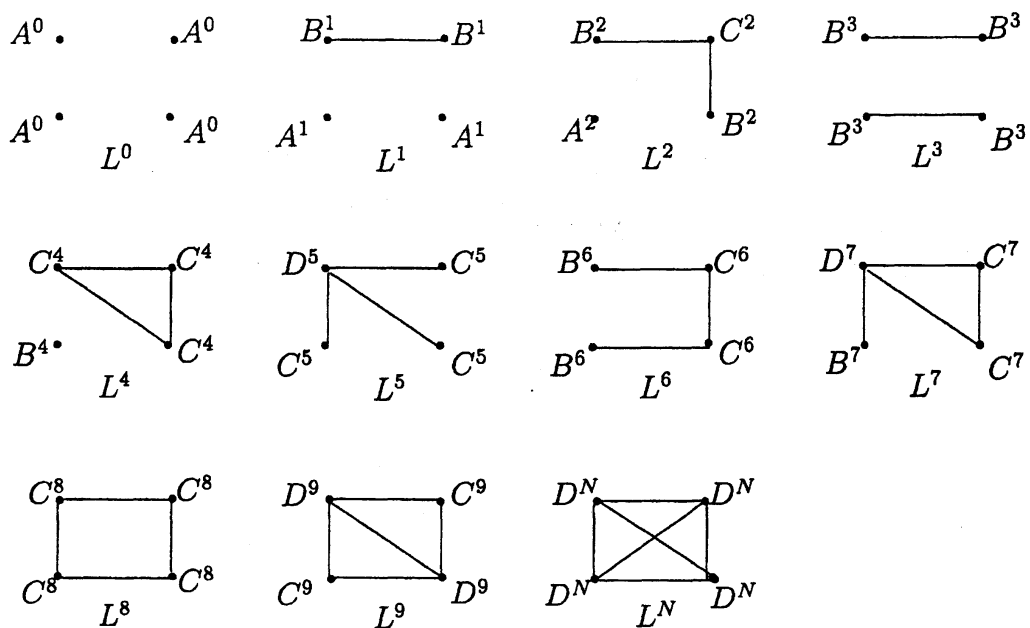 A⁰ A⁰ B¹ B¹ B² C² B³ B³
A⁰ A⁰ A¹ A¹ A² B² B³ B³
L⁰ L¹ L² L³
C⁴ C⁴ D⁵ C⁵ B⁶ C⁶ D⁷ C⁷
B⁴ C⁴ C⁵ C⁵ B⁶ C⁶ B⁷ C⁷
L⁴ L⁵ L⁶ L⁷
C⁸ C⁸ D⁹ C⁹ Dᴺ Dᴺ
C⁸ C⁸ C⁹ D⁹ Dᴺ Dᴺ
L⁸ L⁹ Lᴺ